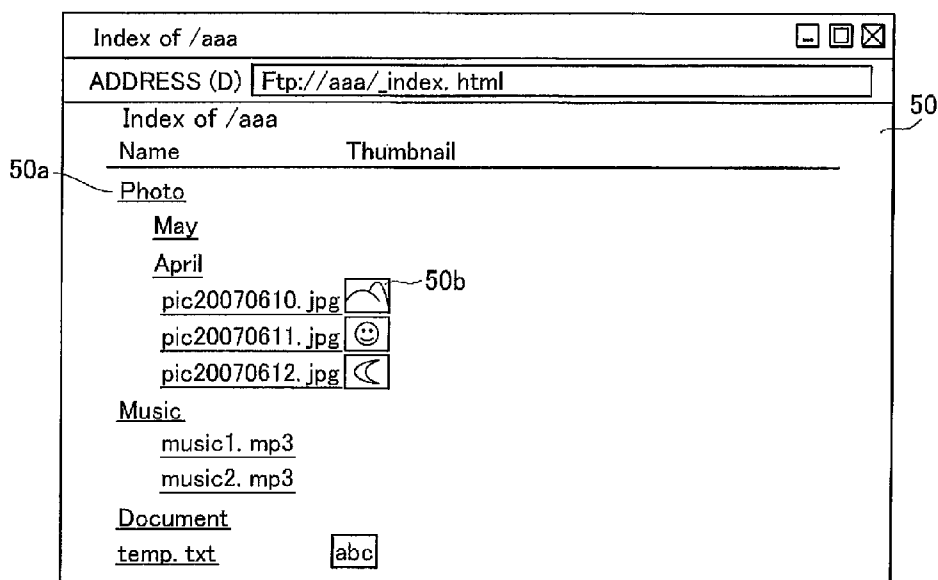 Index of /aaa
ADDRESS (D) Ftp://aaa/_index. html
50
Index of /aaa
Name Thumbnail
50a
Photo
May
April
50b
pic20070610. jpg
pic20070611. jpg
pic20070612. jpg
Music
music1. mp3
music2. mp3
Document
temp. txt abc